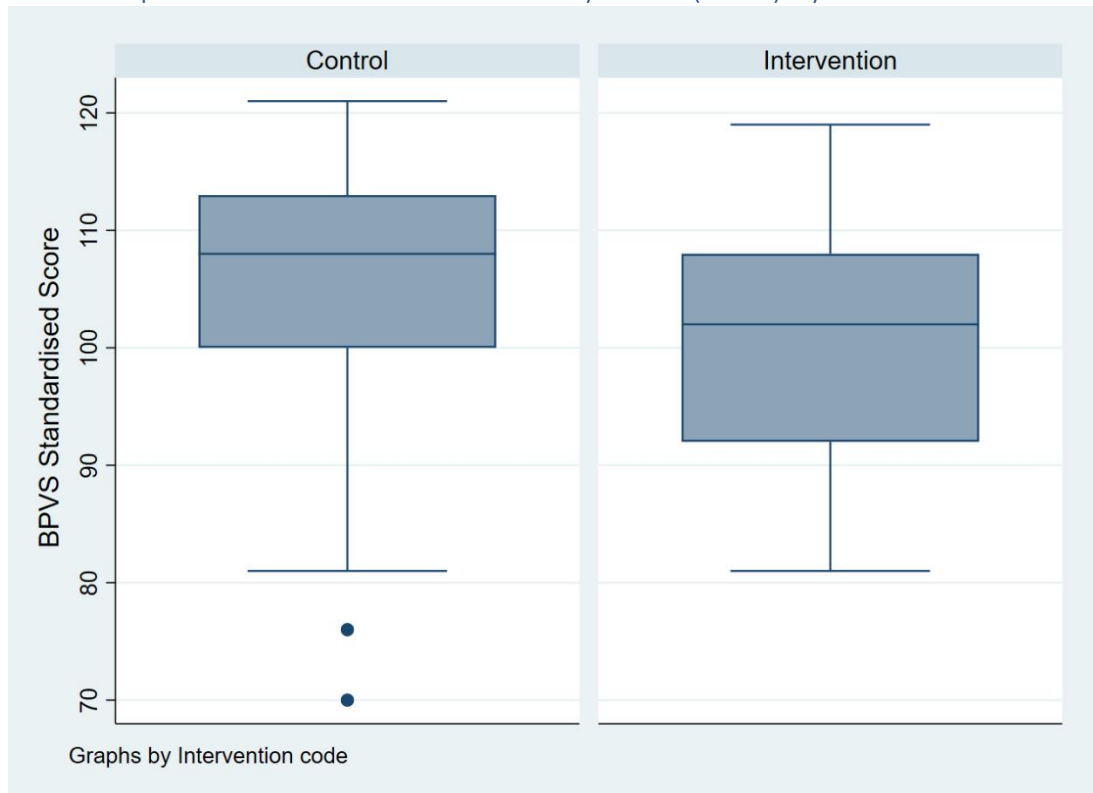 Control
Intervention
BPVS Standardised Score
120
110
100
90
80
70
Graphs by Intervention code